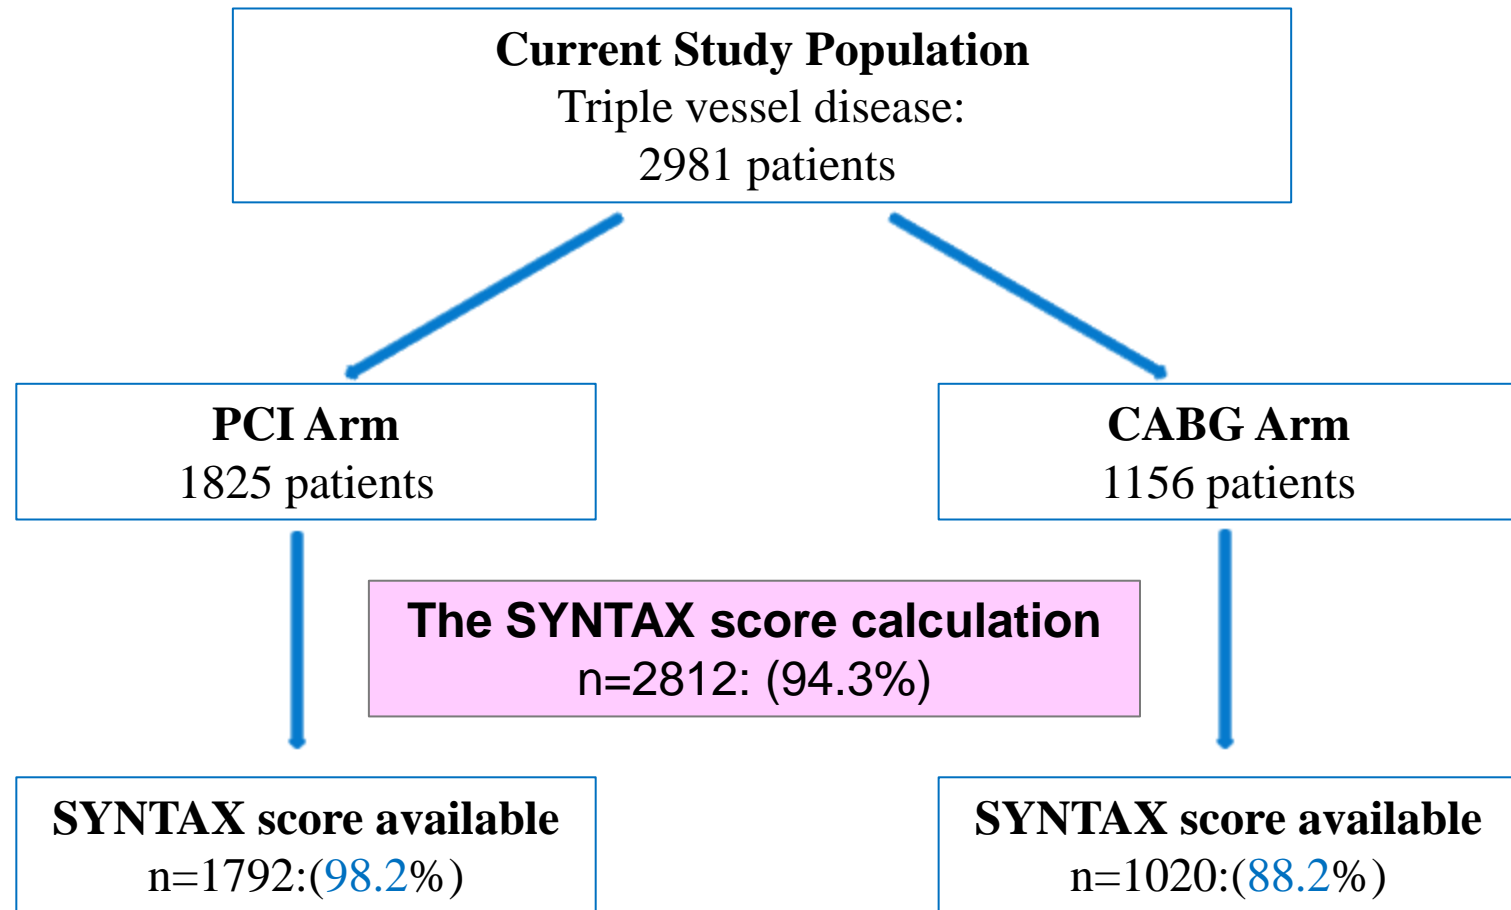 Current Study Population
Triple vessel disease:
2981 patients
PCI Arm
1825 patients
CABG Arm
1156 patients
The SYNTAX score calculation
n=2812: (94.3%)
SYNTAX score available
n=1792:(98.2%)
SYNTAX score available
n=1020:(88.2%)